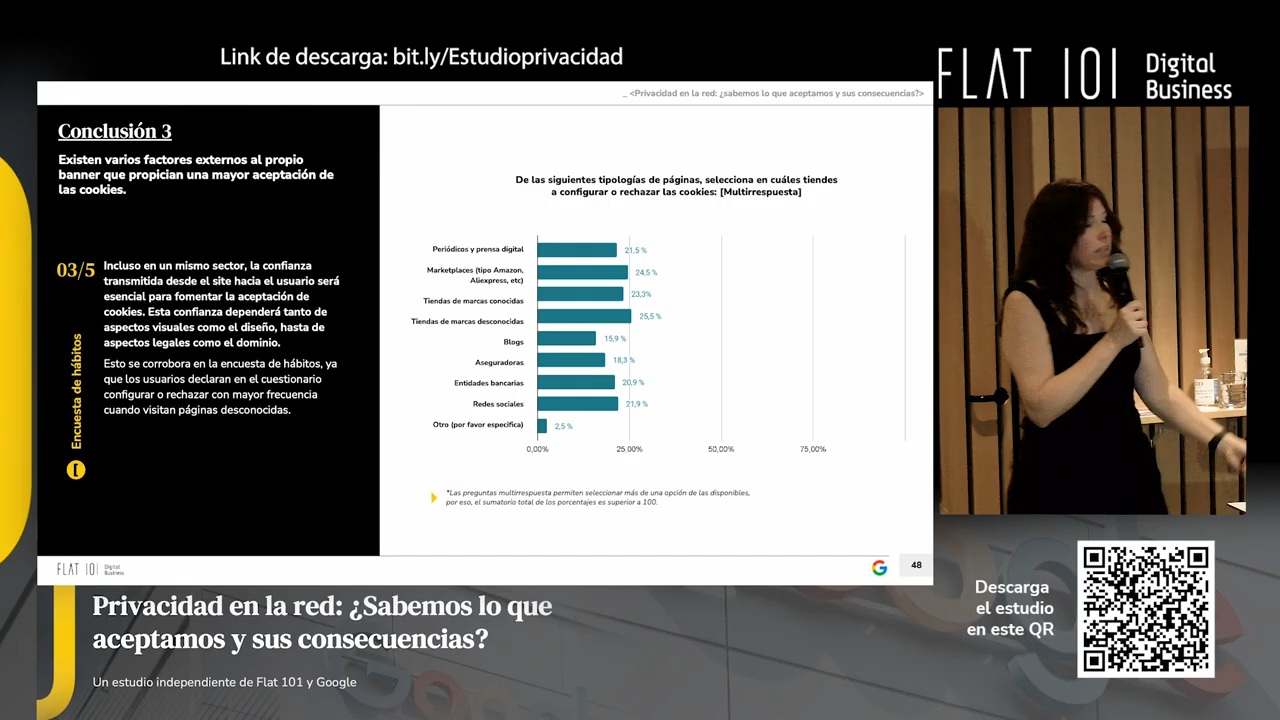 Link de descarga: bit.ly/Estudioprivacidad
FLAT 101 Digital
Business
_ <Privacidad en la red: ¿sabemos lo que aceptamos y sus consecuencias?>
Conclusión 3
Existen varios factores externos al propio
banner que propician una mayor aceptación de
las cookies.
03/5
Incluso en un mismo sector, la confianza
transmitida desde el site hacia el usuario será
esencial para fomentar la aceptación de
cookies. Esta confianza dependerá tanto de
aspectos visuales como el diseño, hasta de
aspectos legales como el dominio.
Esto se corrobora en la encuesta de hábitos, ya
que los usuarios declaran en el cuestionario
configurar o rechazar con mayor frecuencia
cuando visitan páginas desconocidas.
Encuesta de hábitos
De las siguientes tipologías de páginas, selecciona en cuáles tiendes
a configurar o rechazar las cookies: [Multirrespuesta]
Periódicos y prensa digital 21,5 %
Marketplaces (tipo Amazon,
Aliexpress, etc) 24,5 %
Tiendas de marcas conocidas 23,3%
Tiendas de marcas desconocidas 25,5 %
Blogs 15,9 %
Aseguradoras 18,3 %
Entidades bancarias 20,9 %
Redes sociales 21,9 %
Otro (por favor especifica) 2,5 %
0,00% 25,00% 50,00% 75,00%
*Las preguntas multirrespuesta permiten seleccionar más de una opción de las disponibles,
por eso, el sumatorio total de los porcentajes es superior a 100.
FLAT 101 Digital
Business
G
48
Privacidad en la red: ¿Sabemos lo que
aceptamos y sus consecuencias?
Un estudio independiente de Flat 101 y Google
Descarga
el estudio
en este QR